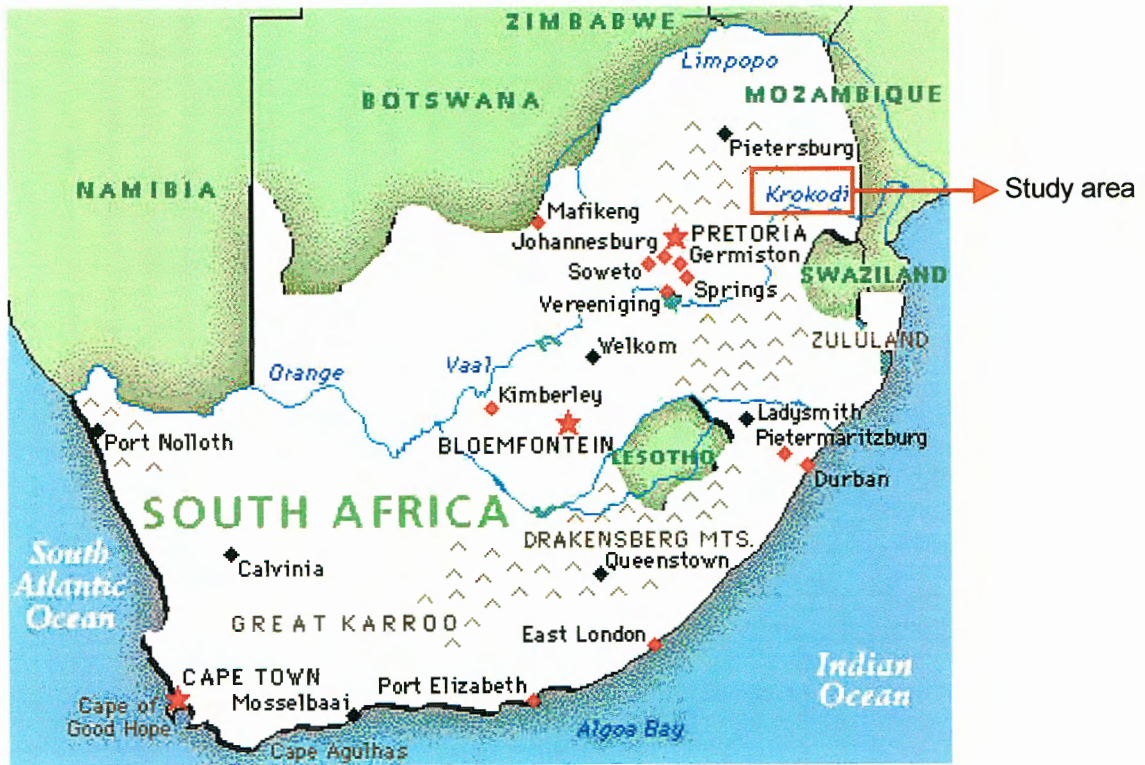 ZIMBABWE
Limpopo
BOTSWANA
MOZAMBIQUE
Pietersburg
NAMIBIA
Krokodi
Study area
Mafikeng
PRETORIA
Johannesburg
Germiston
Soweto
SWAZILAND
Springs
Vereeniging
ZULULAND
Welkom
Vaal
Orange
Kimberley
Ladysmith
Port Nolloth
BLOEMFONTEIN
Pietermaritzburg
LESOTHO
Durban
SOUTH AFRICA
DRAKENSBERG MTS.
South
Atlantic
Ocean
Calvinia
Queenstown
GREAT KARROO
East London
Indian
Ocean
CAPE TOWN
Port Elizabeth
Mosselbaai
Cape of
Good Hope
Algoa Bay
Cape Agulhas